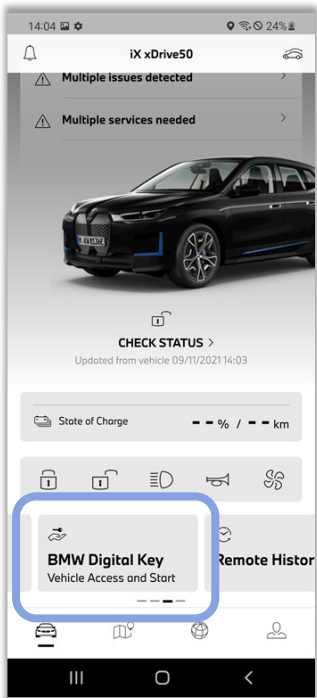 14:04 24%
iX xDrive50
Multiple issues detected
Multiple services needed
CHECK STATUS
Updated from vehicle 09/11/2021 14:03
State of Charge -- % / -- km
BMW Digital Key
Vehicle Access and Start
Remote Histor